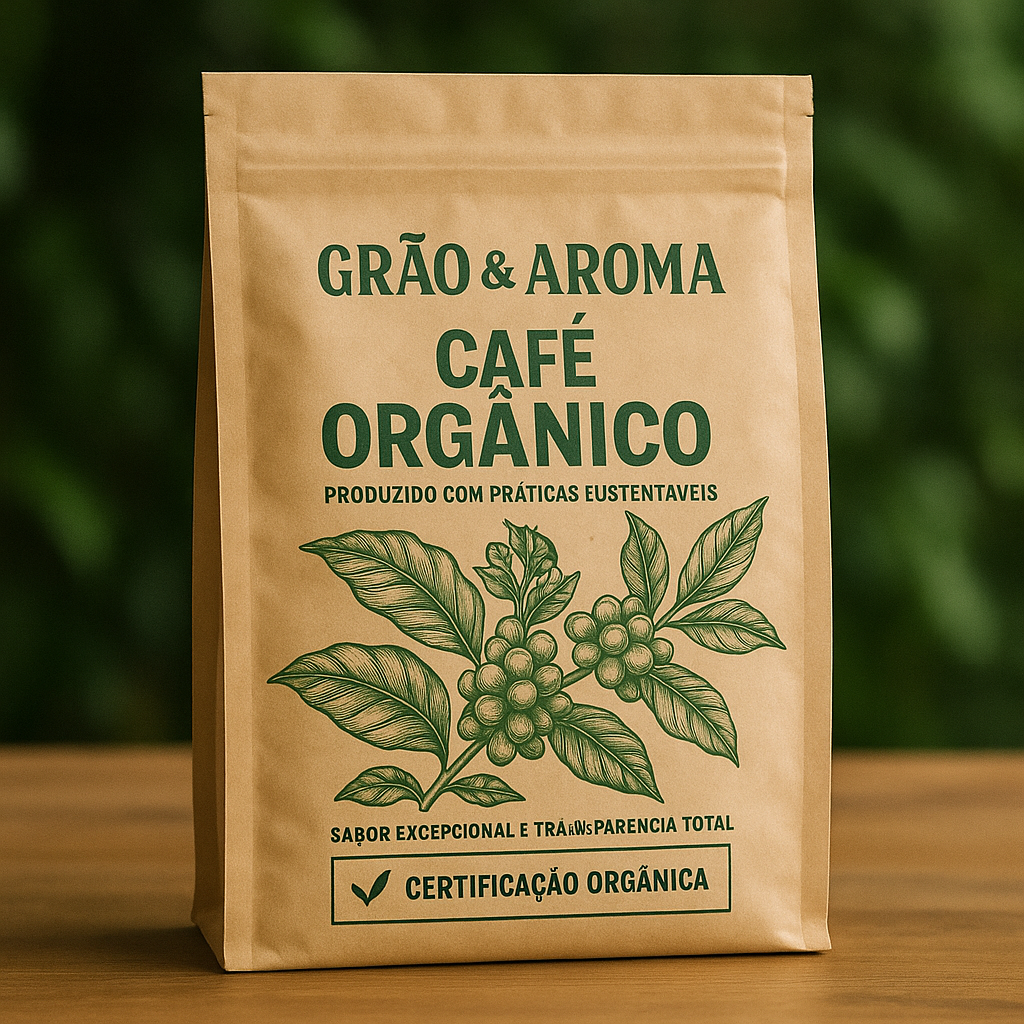 GRÃO & AROMA
CAFÉ
ORGÂNICO
PRODUZIDO COM PRÁTICAS EUSTENTAVEIS
SABOR EXCEPCIONAL E TOTAL
CERTIFICAÇÃO ORGÂNICA